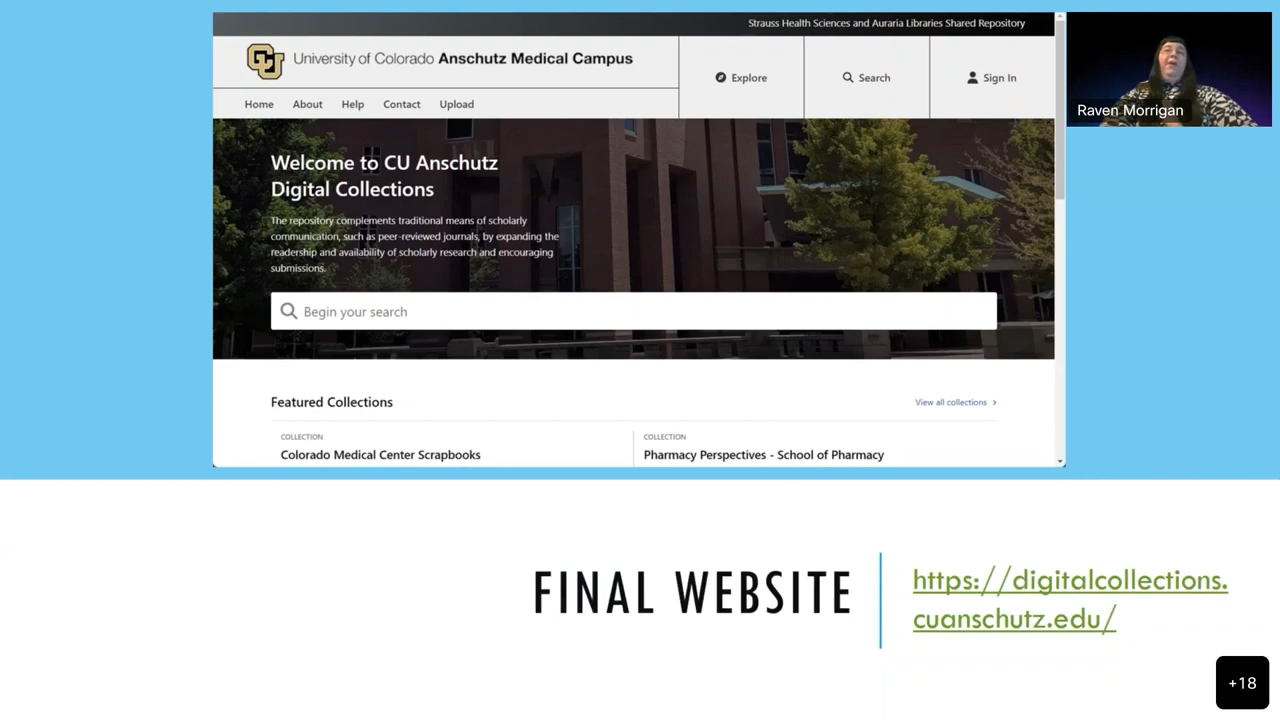 Strauss Health Sciences and Auraria Libraries Shared Repository
University of Colorado Anschutz Medical Campus
Explore
Search
Sign In
Home About Help Contact Upload
Welcome to CU Anschutz
Digital Collections
The repository complements traditional means of scholarly
communication, such as peer-reviewed journals, by expanding the
readership and availability of scholarly research and encouraging
submissions.
Begin your search
Featured Collections
View all collections
COLLECTION
Colorado Medical Center Scrapbooks
COLLECTION
Pharmacy Perspectives - School of Pharmacy
Raven Morrigan
FINAL WEBSITE
https://digitalcollections.
cuanschutz.edu/
+18